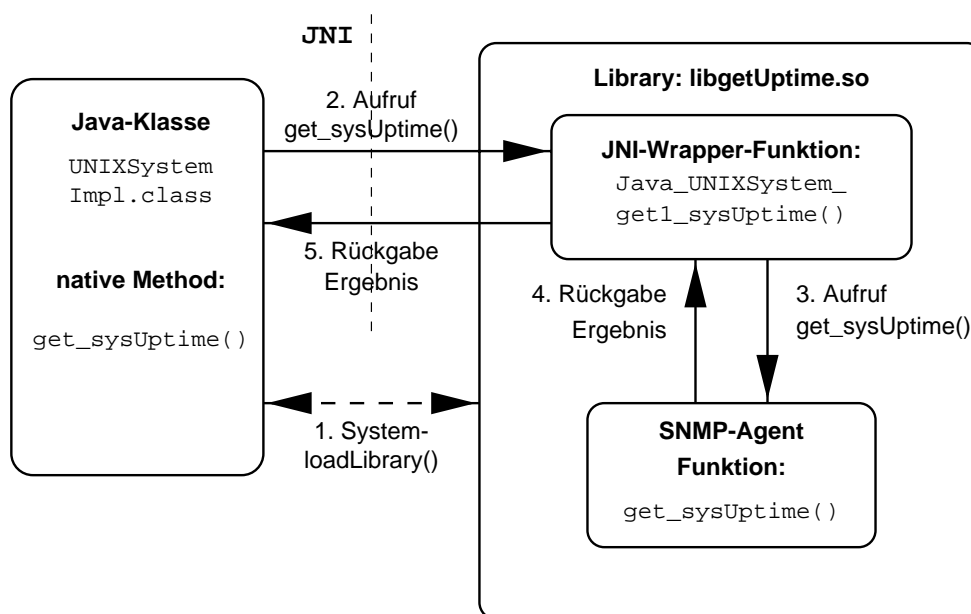 JNI
Library: libgetUptime.so
2. Aufruf
get_sysUptime()
Java-Klasse
UNIXSystem
Impl.class
JNI-Wrapper-Funktion:
Java_UNIXSystem_
get1_sysUptime()
5. Rückgabe
Ergebnis
native Method:
get_sysUptime()
4. Rückgabe
Ergebnis
3. Aufruf
get_sysUptime()
1. System-
loadLibrary()
SNMP-Agent
Funktion:
get_sysUptime()